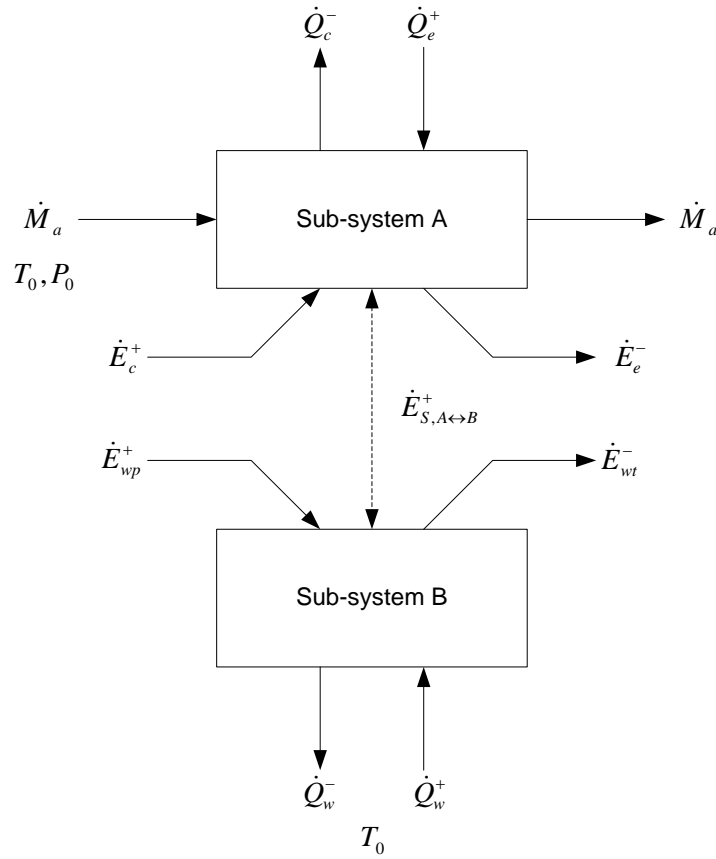 Q̇_c^- Q̇_e^+
Sub-system A
Ṁ_a Ṁ_a
T_0, P_0
Ė_c^+ Ė_e^-
Ė_{S,A↔B}^+
Ė_{wp}^+ Ė_{wt}^-
Sub-system B
Q̇_w^- Q̇_w^+
T_0